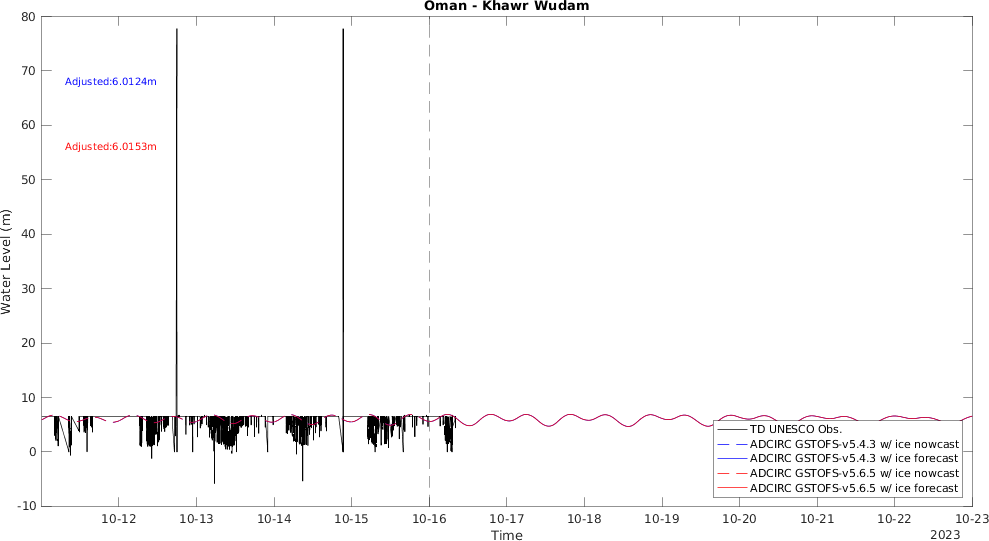 Oman - Khawr Wudam
80
70
60
50
40
30
20
10
0
-10
Water Level (m)
Adjusted:6.0124m
Adjusted:6.0153m
TD UNESCO Obs.
ADCIRC GSTOFS-v5.4.3 w/ ice nowcast
ADCIRC GSTOFS-v5.4.3 w/ ice forecast
ADCIRC GSTOFS-v5.6.5 w/ ice nowcast
ADCIRC GSTOFS-v5.6.5 w/ ice forecast
10-12 10-13 10-14 10-15 10-16 10-17 10-18 10-19 10-20 10-21 10-22 10-23
Time
2023